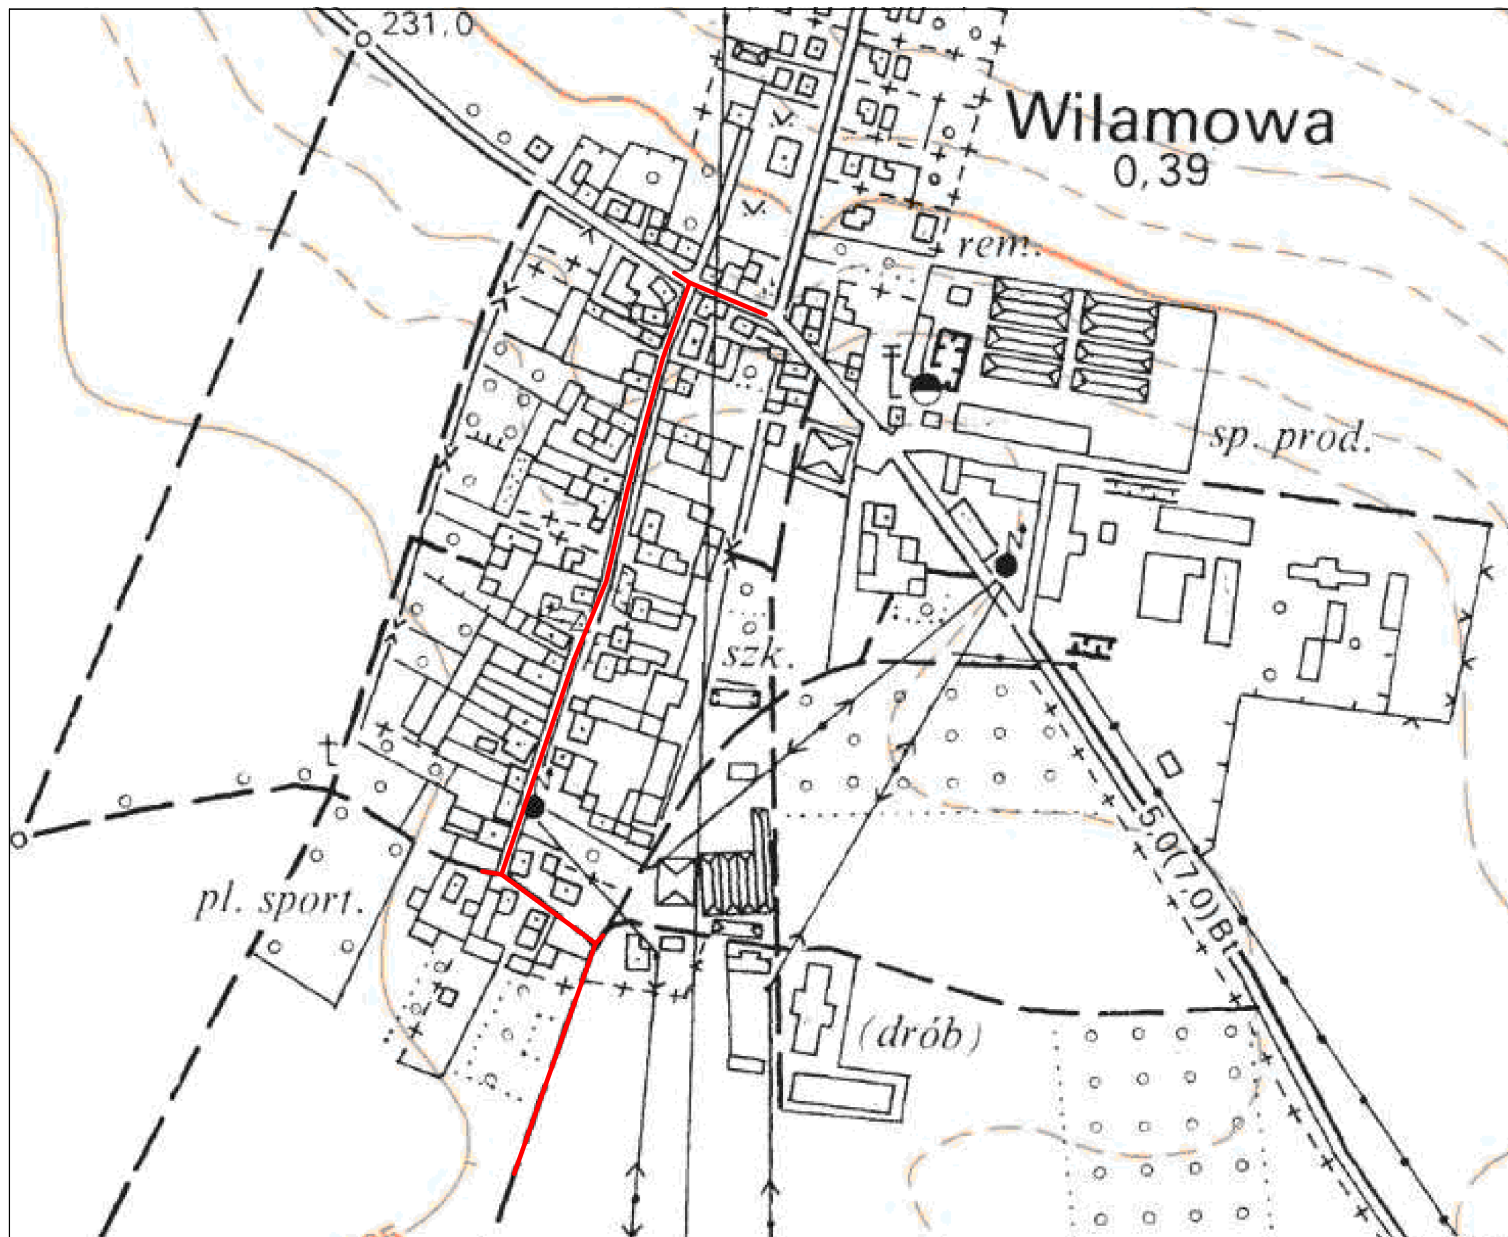 231,0
Wilamowa
0,39
rem.
sp. prod.
szk.
5,0(7,0)Bt
pl. sport.
(drób)